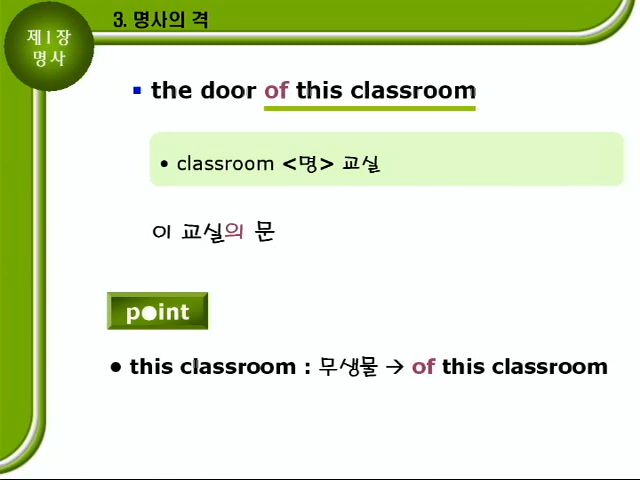 3. 명사의 격
제 1 장
명사
the door of this classroom
• classroom <명> 교실
이 교실의 문
point
• this classroom : 무생물 → of this classroom